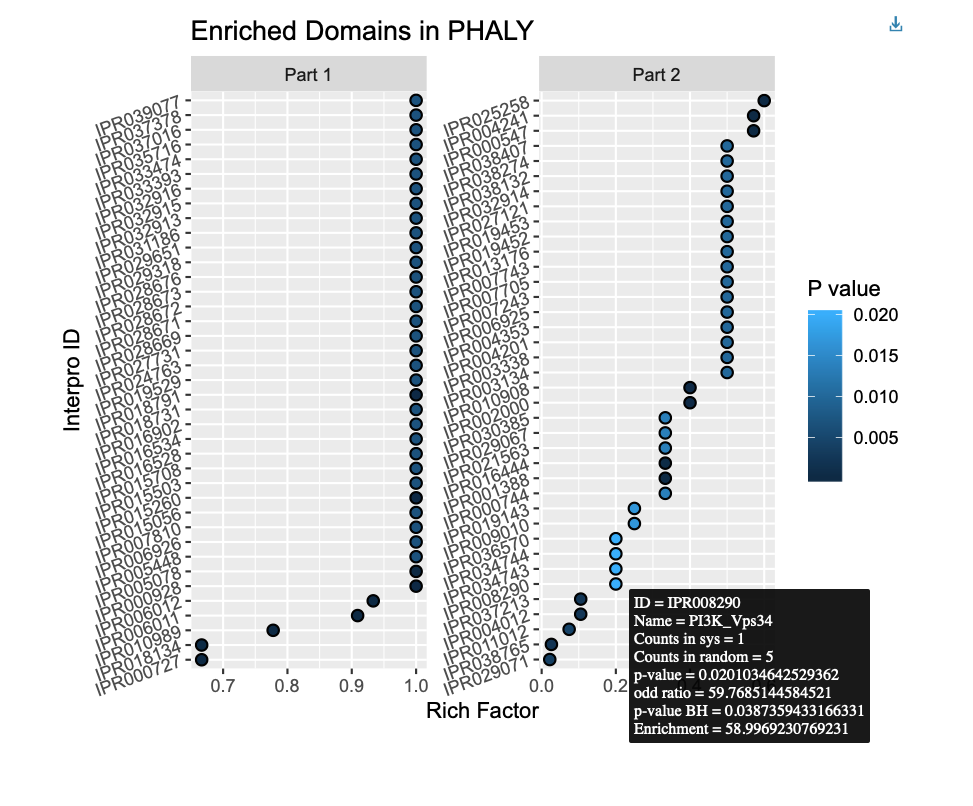 Enriched Domains in PHALY
Part 1
Part 2
Interpro ID
IPR039077
IPR037378
IPR037316
IPR035716
IPR033474
IPR033393
IPR032916
IPR032915
IPR032913
IPR031186
IPR029651
IPR029318
IPR028676
IPR028673
IPR028672
IPR028671
IPR028669
IPR027731
IPR024763
IPR019529
IPR018791
IPR018731
IPR016902
IPR016534
IPR016528
IPR015708
IPR015503
IPR015260
IPR015056
IPR007810
IPR006926
IPR005448
IPR005078
IPR000928
IPR006012
IPR006011
IPR010989
IPR018134
IPR000727
0.7 0.8 0.9 1.0
IPR025258
IPR004241
IPR000547
IPR038407
IPR038274
IPR038132
IPR032914
IPR027121
IPR019453
IPR019452
IPR013176
IPR007743
IPR007705
IPR007243
IPR006925
IPR004353
IPR004201
IPR003338
IPR003134
IPR010908
IPR002000
IPR030385
IPR029067
IPR021563
IPR016444
IPR001388
IPR000744
IPR019143
IPR009010
IPR036570
IPR034744
IPR034743
IPR008290
IPR037213
IPR004012
IPR011012
IPR038765
IPR029071
0.0 0.2
Rich Factor
P value
0.020
0.015
0.010
0.005
ID = IPR008290
Name = PI3K_Vps34
Counts in sys = 1
Counts in random = 5
p-value = 0.0201034642529362
odd ratio = 59.7685144584521
p-value BH = 0.0387359433166331
Enrichment = 58.9969230769231